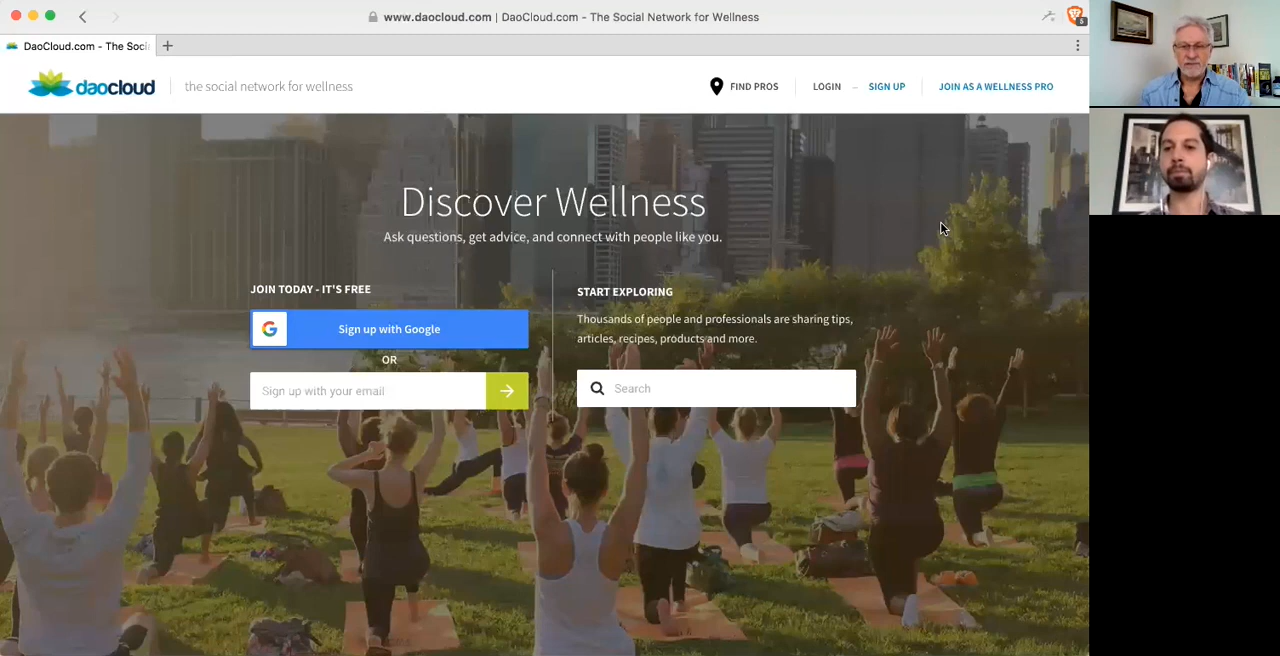 www.daocloud.com | DaoCloud.com - The Social Network for Wellness
5
DaoCloud.com - The Soci
daocloud
the social network for wellness
FIND PROS
LOGIN
SIGN UP
JOIN AS A WELLNESS PRO
Discover Wellness
Ask questions, get advice, and connect with people like you.
JOIN TODAY - IT'S FREE
Sign up with Google
OR
Sign up with your email
START EXPLORING
Thousands of people and professionals are sharing tips,
articles, recipes, products and more.
Search